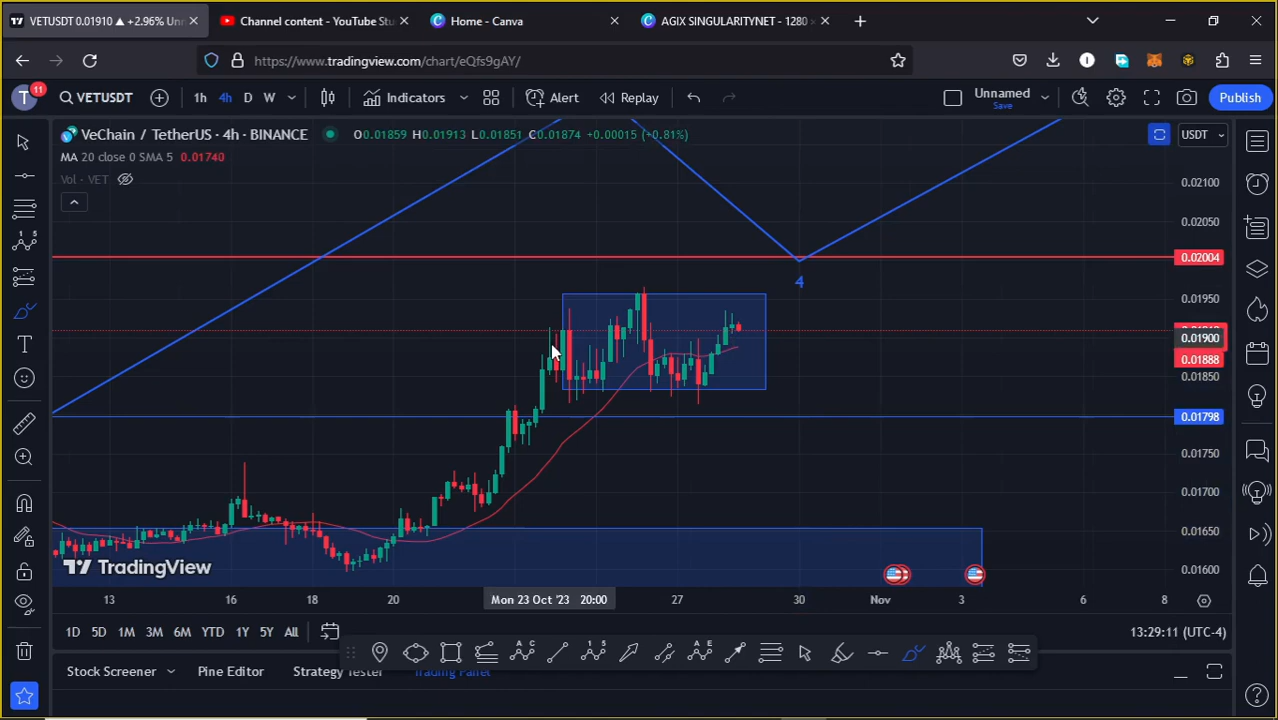 VETUSDT 0.01910 ▲ +2.96% Un
Channel content - YouTube Stu
Home - Canva
AGIX SINGULARITYNET - 1280 ×
https://www.tradingview.com/chart/eQfs9gAY/
11
T
VETUSDT
1h
4h
D
W
Indicators
Alert
Replay
Unnamed
Save
Publish
VeChain / TetherUS · 4h · BINANCE
O0.01859 H0.01913 L0.01851 C0.01874 +0.00015 (+0.81%)
USDT
MA 20 close 0 SMA 5 0.01740
Vol · VET
0.02100
0.02050
0.02004
0.01950
0.01900
0.01888
0.01850
0.01798
0.01750
0.01700
0.01650
0.01600
4
TradingView
13
16
18
20
Mon 23 Oct '23 20:00
27
30
Nov
3
6
8
1D
5D
1M
3M
6M
YTD
1Y
5Y
All
13:29:11 (UTC-4)
Stock Screener
Pine Editor
Strategy Tester
Trading Panel